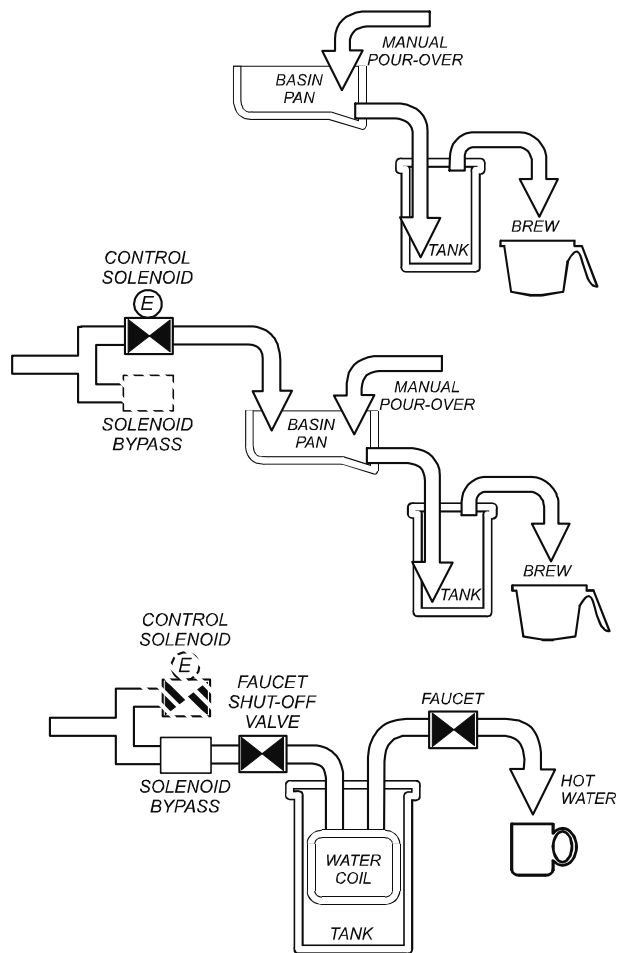 MANUAL
POUR-OVER
BASIN
PAN
TANK
BREW
CONTROL
SOLENOID
E
SOLENOID
BYPASS
MANUAL
POUR-OVER
BASIN
PAN
TANK
BREW
CONTROL
SOLENOID
E
SOLENOID
BYPASS
FAUCET
SHUT-OFF
VALVE
FAUCET
HOT
WATER
WATER
COIL
TANK